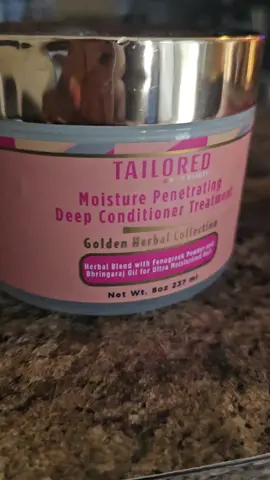 TAILORED
BEAUTY
Moisture Penetrating
Deep Conditioner Treatment
Golden Herbal Collection
Herbal Blend with Fenugreek Powder and
Bhringaraj Oil for Ultra Moisturized Hair
Net Wt. 8oz 237 ml